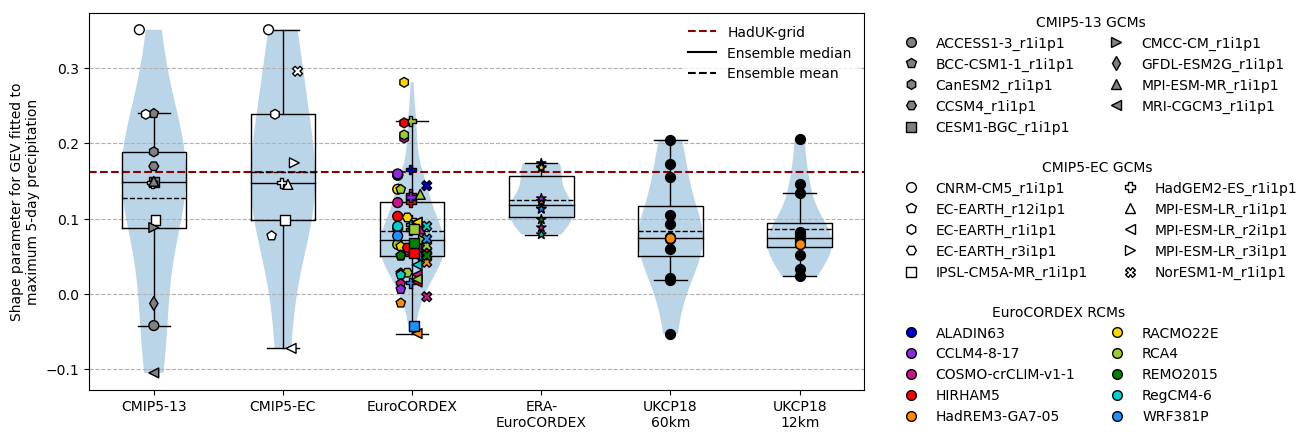 Shape parameter for GEV fitted to
maximum 5-day precipitation
0.3
0.2
0.1
0.0
−0.1
CMIP5-13
CMIP5-EC
EuroCORDEX
ERA-
EuroCORDEX
UKCP18
60km
UKCP18
12km
HadUK-grid
Ensemble median
Ensemble mean
CMIP5-13 GCMs
ACCESS1-3_r1i1p1
BCC-CSM1-1_r1i1p1
CanESM2_r1i1p1
CCSM4_r1i1p1
CESM1-BGC_r1i1p1
CMCC-CM_r1i1p1
GFDL-ESM2G_r1i1p1
MPI-ESM-MR_r1i1p1
MRI-CGCM3_r1i1p1
CMIP5-EC GCMs
CNRM-CM5_r1i1p1
EC-EARTH_r12i1p1
EC-EARTH_r1i1p1
EC-EARTH_r3i1p1
IPSL-CM5A-MR_r1i1p1
HadGEM2-ES_r1i1p1
MPI-ESM-LR_r1i1p1
MPI-ESM-LR_r2i1p1
MPI-ESM-LR_r3i1p1
NorESM1-M_r1i1p1
EuroCORDEX RCMs
ALADIN63
CCLM4-8-17
COSMO-crCLIM-v1-1
HIRHAM5
HadREM3-GA7-05
RACMO22E
RCA4
REMO2015
RegCM4-6
WRF381P